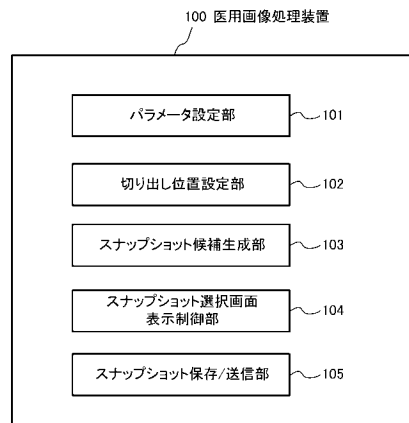 100 医用画像処理装置
パラメータ設定部 101
切り出し位置設定部 102
スナップショット候補生成部 103
スナップショット選択画面
表示制御部 104
スナップショット保存/送信部 105